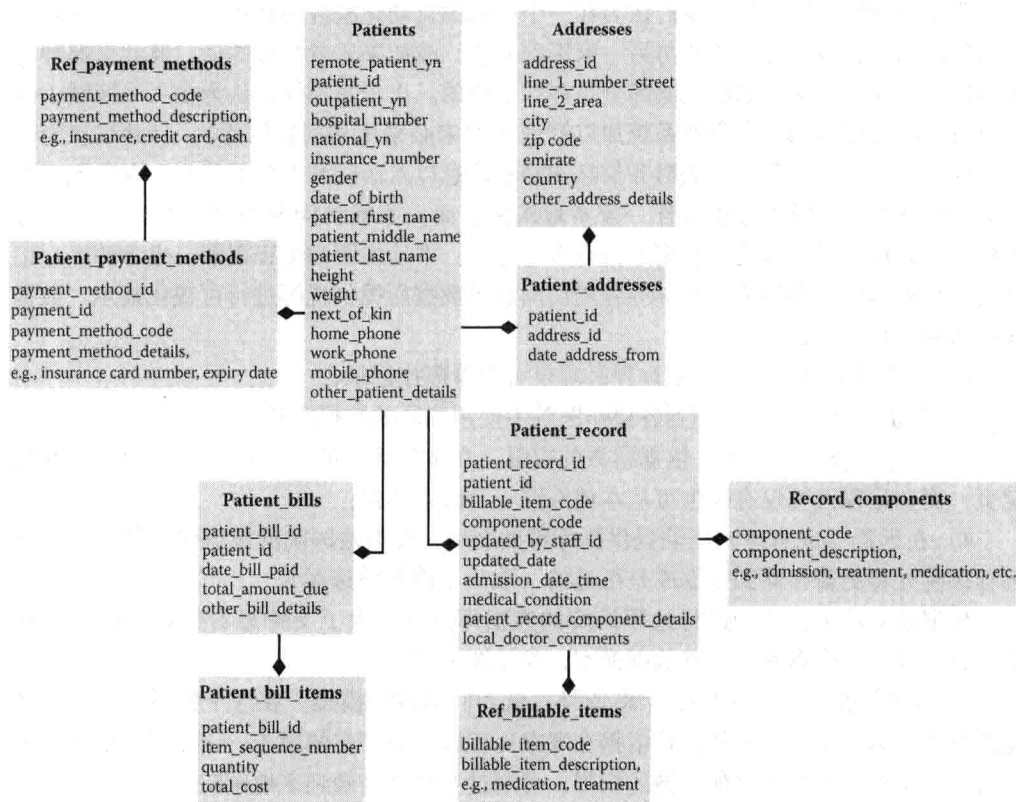 Ref_payment_methods
payment_method_code
payment_method_description,
e.g., insurance, credit card, cash
Patient_payment_methods
payment_method_id
payment_id
payment_method_code
payment_method_details,
e.g., insurance card number, expiry date
Patients
remote_patient_yn
patient_id
outpatient_yn
hospital_number
national_yn
insurance_number
gender
date_of_birth
patient_first_name
patient_middle_name
patient_last_name
height
weight
next_of_kin
home_phone
work_phone
mobile_phone
other_patient_details
Addresses
address_id
line_1_number_street
line_2_area
city
zip code
emirate
country
other_address_details
Patient_addresses
patient_id
address_id
date_address_from
Patient_bills
patient_bill_id
patient_id
date_bill_paid
total_amount_due
other_bill_details
Patient_bill_items
patient_bill_id
item_sequence_number
quantity
total_cost
Patient_record
patient_record_id
patient_id
billable_item_code
component_code
updated_by_staff_id
updated_date
admission_date_time
medical_condition
patient_record_component_details
local_doctor_comments
Record_components
component_code
component_description,
e.g., admission, treatment, medication, etc.
Ref_billable_items
billable_item_code
billable_item_description,
e.g., medication, treatment